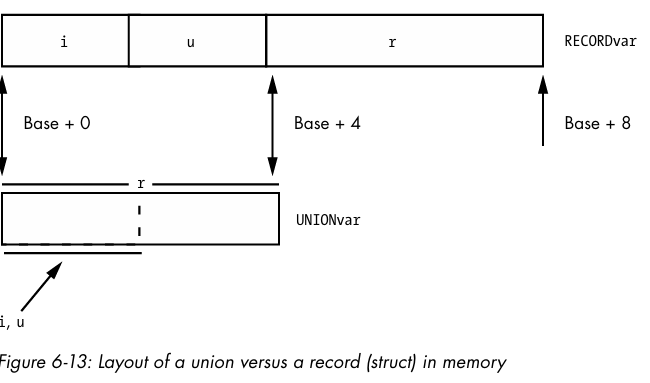 i u r RECORDvar
Base + 0 Base + 4 Base + 8
r
UNIONvar
i, u
Figure 6-13: Layout of a union versus a record (struct) in memory